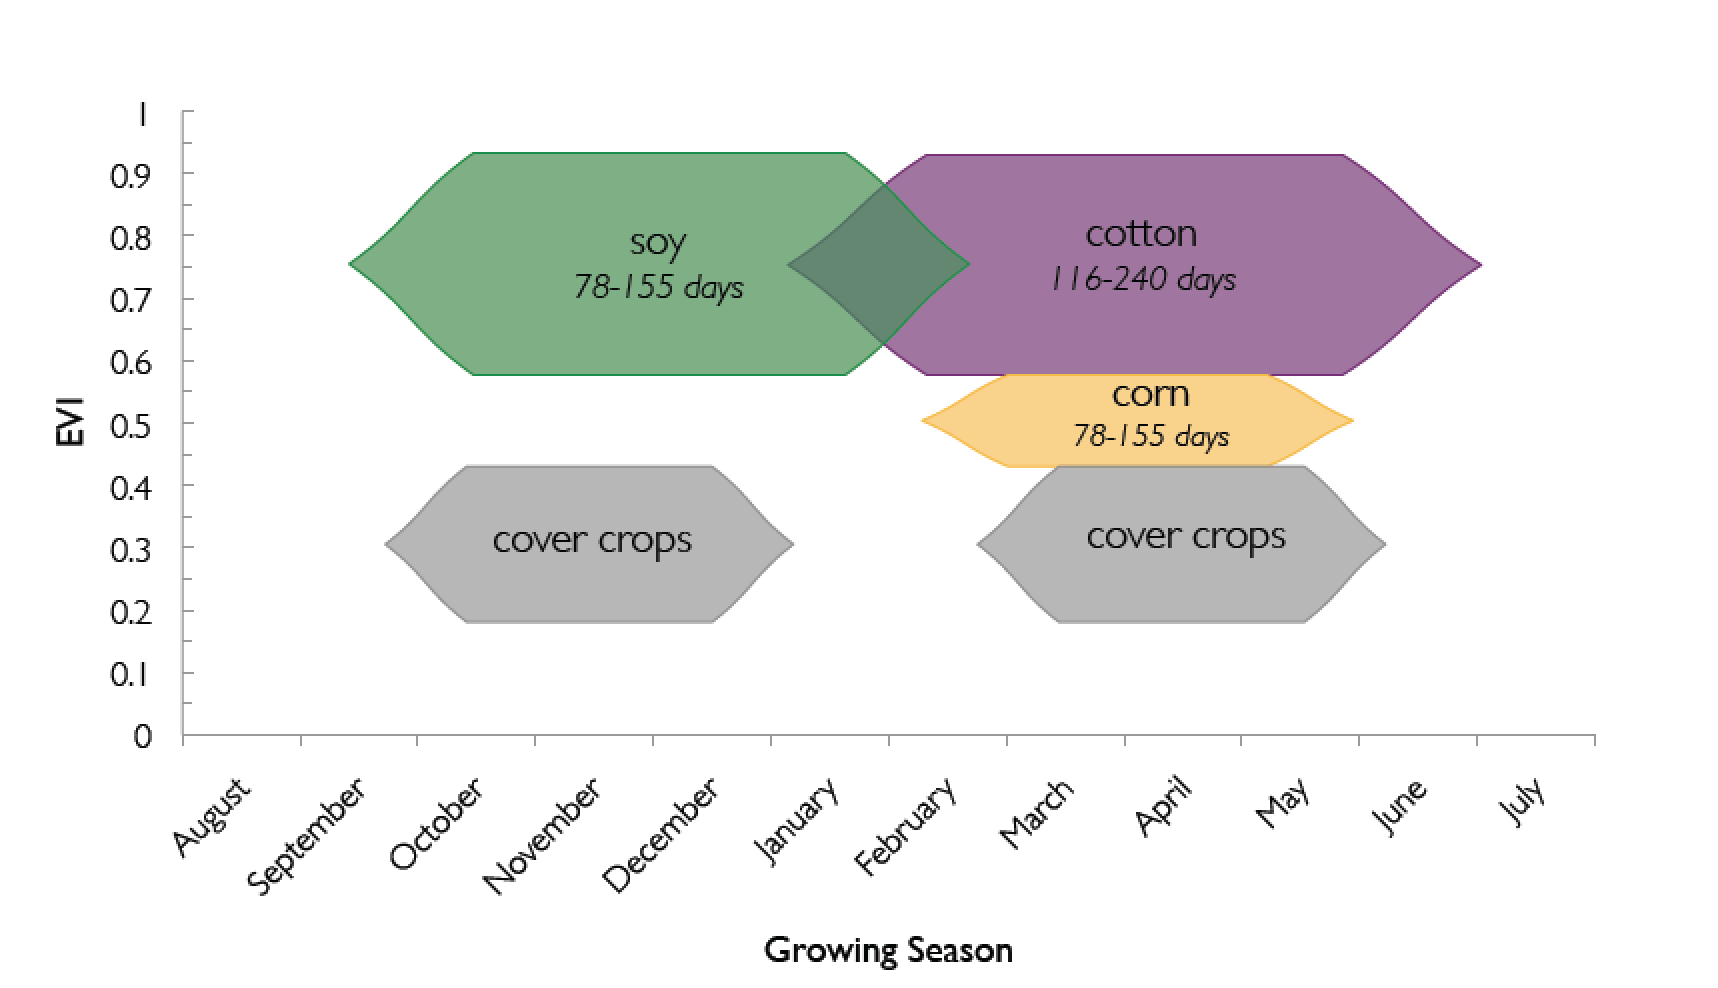 1
0.9
0.8
0.7
0.6
0.5
0.4
0.3
0.2
0.1
0
EVI
soy
78-155 days
cotton
116-240 days
corn
78-155 days
cover crops
cover crops
August
September
October
November
December
January
February
March
April
May
June
July
Growing Season